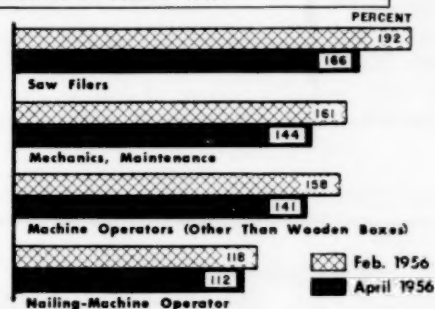 PERCENT
192
166
Saw Filers
161
144
Mechanics, Maintenance
158
141
Machine Operators (Other Than Wooden Boxes)
118
112
Nailing-Machine Operator
Feb. 1956
April 1956